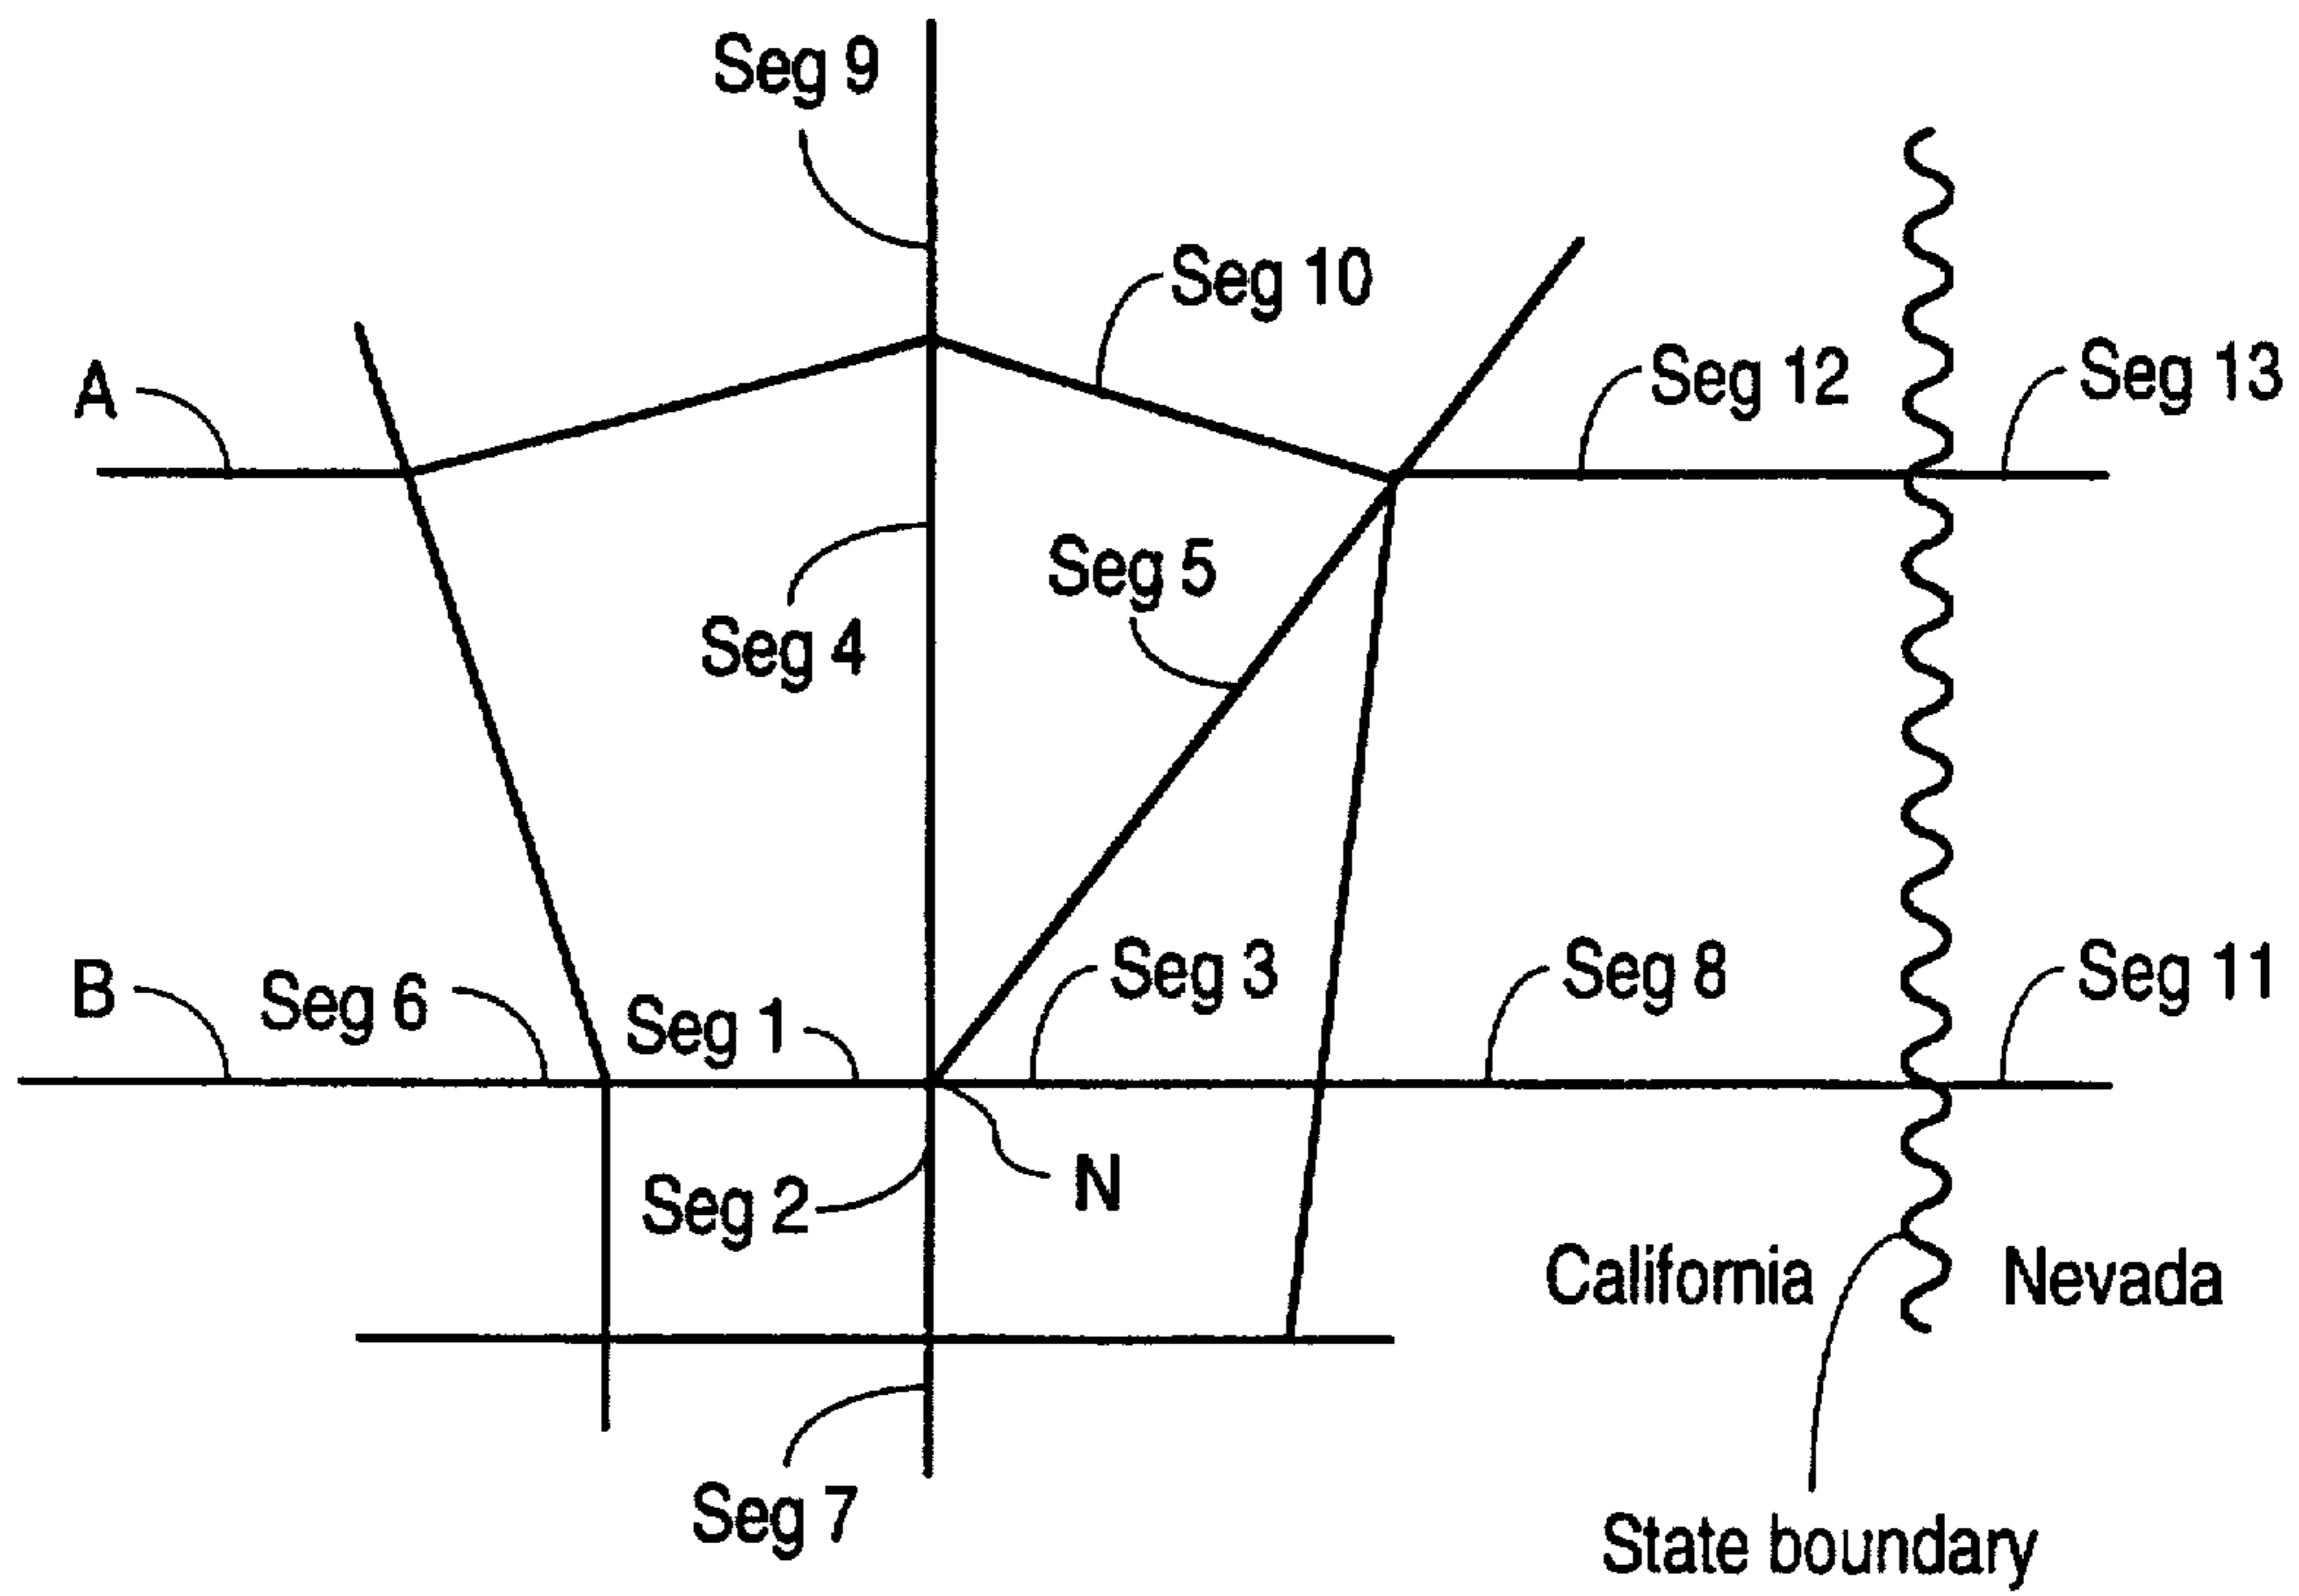 Seg 9
Seg 10
A
Seg 12
Seg 13
Seg 5
Seg 4
B
Seg 6
Seg 1
Seg 3
Seg 8
Seg 11
Seg 2
N
California
Nevada
Seg 7
State boundary